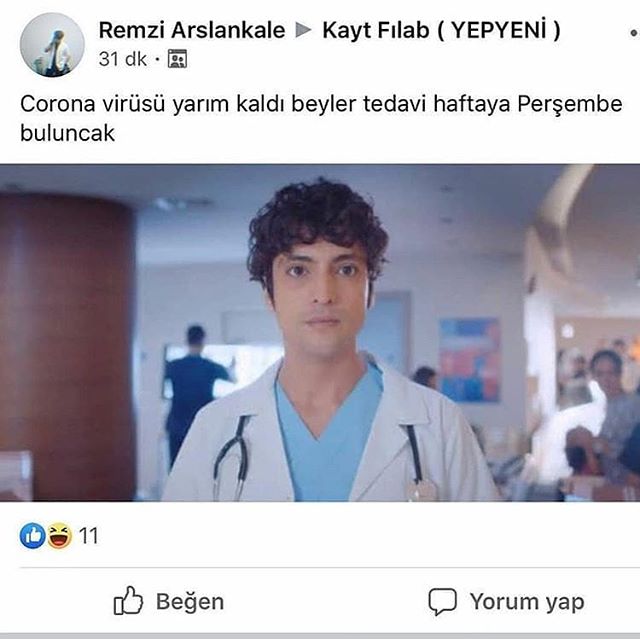 Remzi Arslankale ▶ Kayt Fılab ( YEPYENİ )
31 dk ·
Corona virüsü yarım kaldı beyler tedavi haftaya Perşembe
buluncak
11
Beğen
Yorum yap